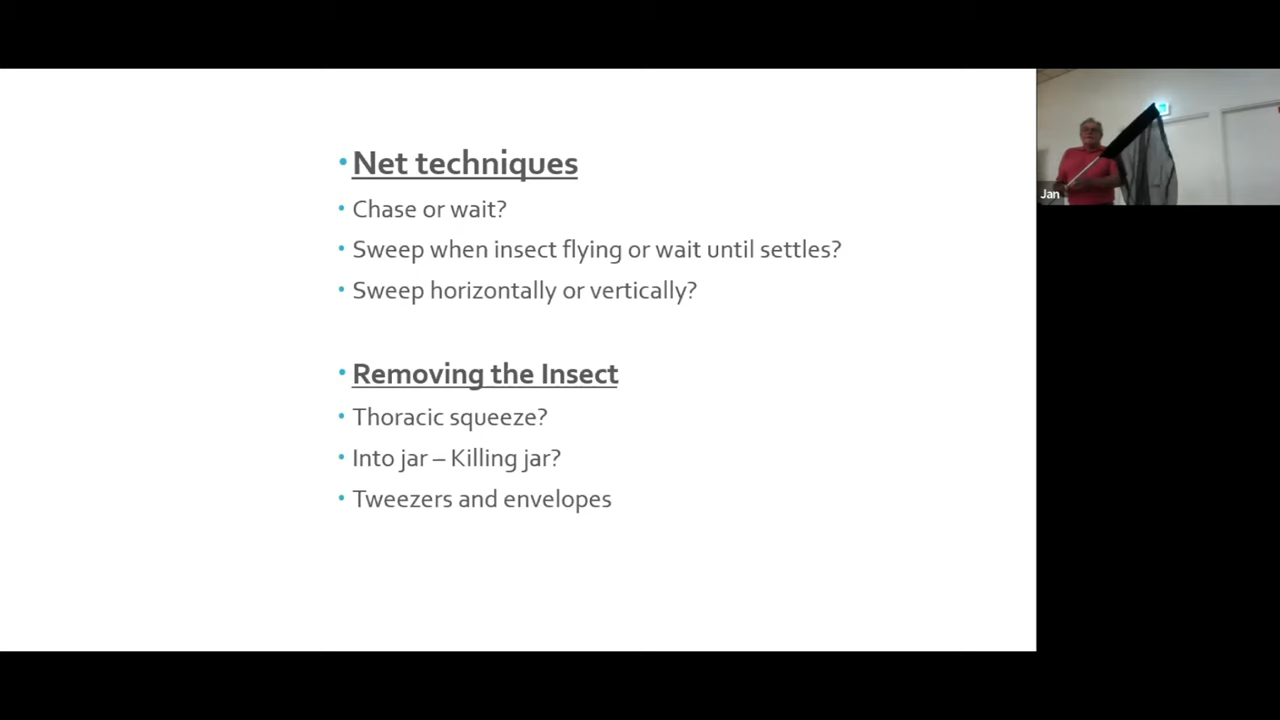 • Net techniques
• Chase or wait?
• Sweep when insect flying or wait until settles?
• Sweep horizontally or vertically?
• Removing the Insect
• Thoracic squeeze?
• Into jar – Killing jar?
• Tweezers and envelopes
Jan